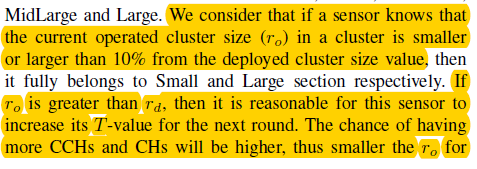 MidLarge and Large. We consider that if a sensor knows that
the current operated cluster size (r₀) in a cluster is smaller
or larger than 10% from the deployed cluster size value, then
it fully belongs to Small and Large section respectively. If
r₀ is greater than r_d, then it is reasonable for this sensor to
increase its T-value for the next round. The chance of having
more CCHs and CHs will be higher, thus smaller the r₀ for